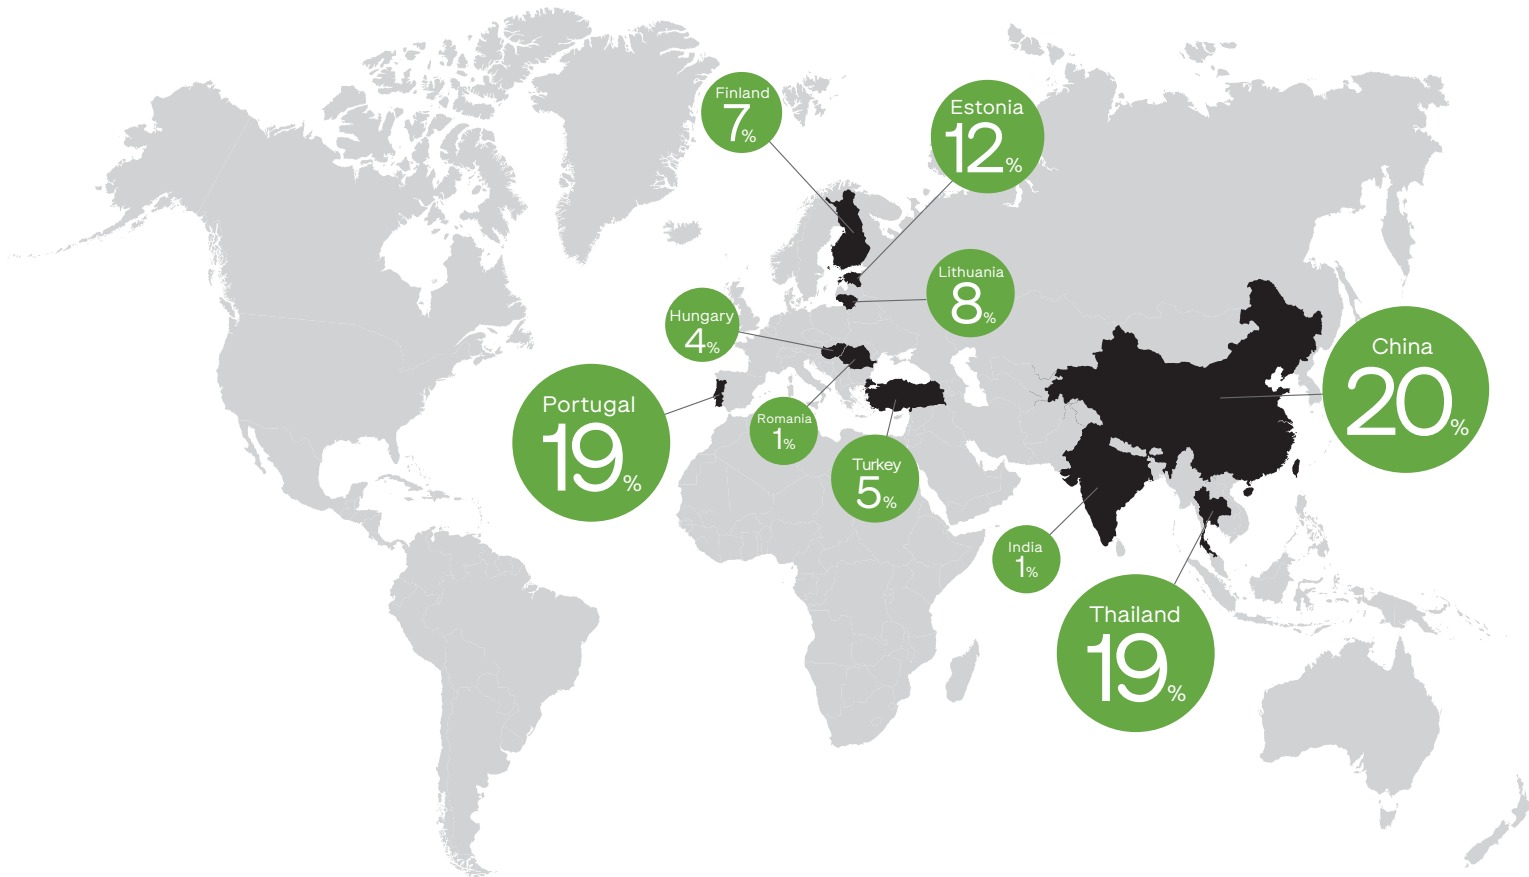 Finland
7%
Estonia
12%
Lithuania
8%
Hungary
4%
China
20%
Portugal
19%
Romania
1%
Turkey
5%
India
1%
Thailand
19%